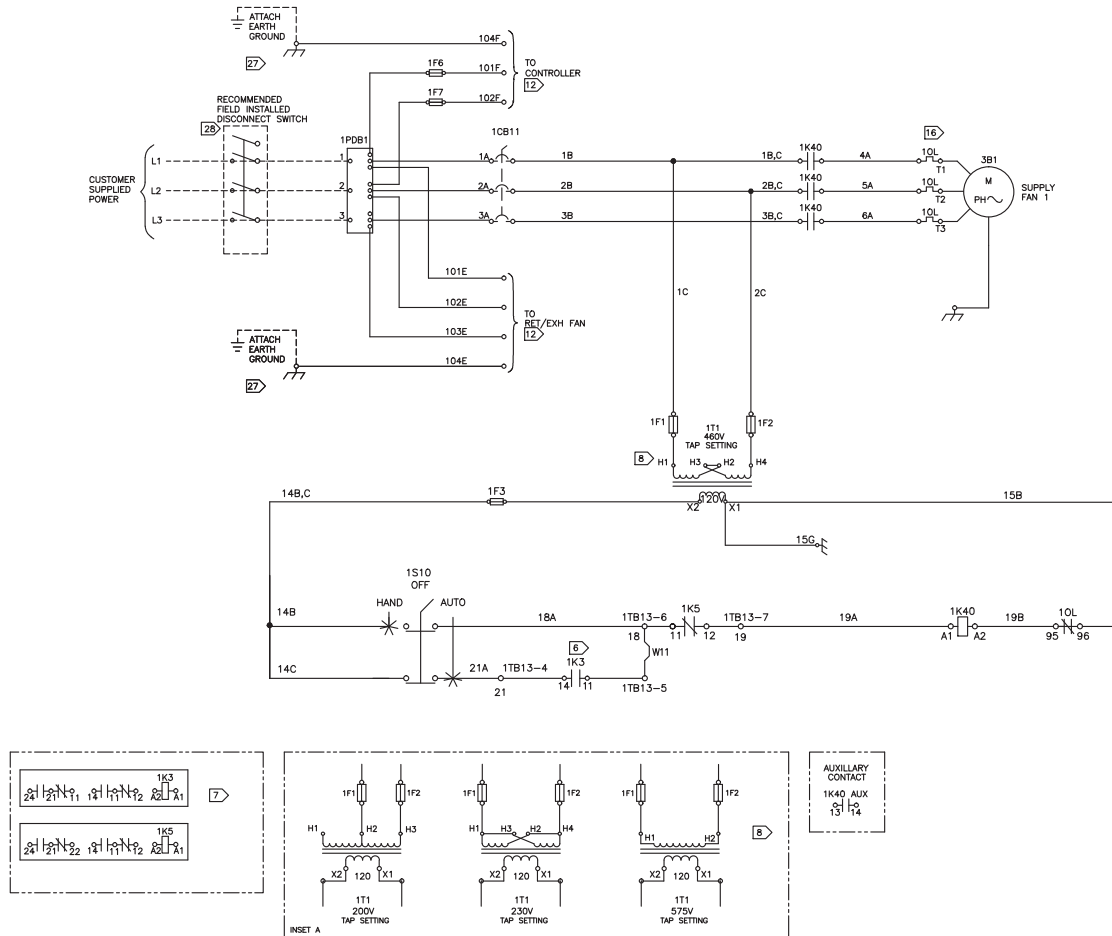 ATTACH
EARTH
GROUND
27
104F
1F6
101F
1F7
102F
TO
CONTROLLER
12
RECOMMENDED
FIELD INSTALLED
DISCONNECT SWITCH
28
1PDB1
1CB11
CUSTOMER
SUPPLIED
POWER
L1
L2
L3
1
2
3
1A
1B
1B,C
1K40
4A
16
1OL
T1
2A
2B
2B,C
1K40
5A
1OL
T2
3A
3B
3B,C
1K40
6A
1OL
T3
3B1
M
PH
SUPPLY
FAN 1
101E
102E
103E
104E
TO
RET/EXH FAN
12
ATTACH
EARTH
GROUND
27
1C
2C
1F1
1F2
1T1
460V
TAP SETTING
8
H1
H3
H2
H4
120V
X2
X1
14B,C
1F3
15B
15G
1S10
OFF
HAND
AUTO
14B
18A
1TB13-6
18
1K5
11
12
1TB13-7
19
19A
1K40
A1
A2
19B
1OL
95
96
14C
21A
1TB13-4
21
6
1K3
14
11
W11
1TB13-5
1K3
24 21 11 14 11 12 A2 A1
7
1K5
24 21 22 14 11 12 A2 A1
1F1
1F2
H1
H2
H3
X2
120
X1
1T1
200V
TAP SETTING
1F1
1F2
H1
H3
H2
H4
X2
120
X1
1T1
230V
TAP SETTING
1F1
1F2
H1
H2
8
X2
120
X1
1T1
575V
TAP SETTING
INSET A
AUXILLARY
CONTACT
1K40 AUX
13 14